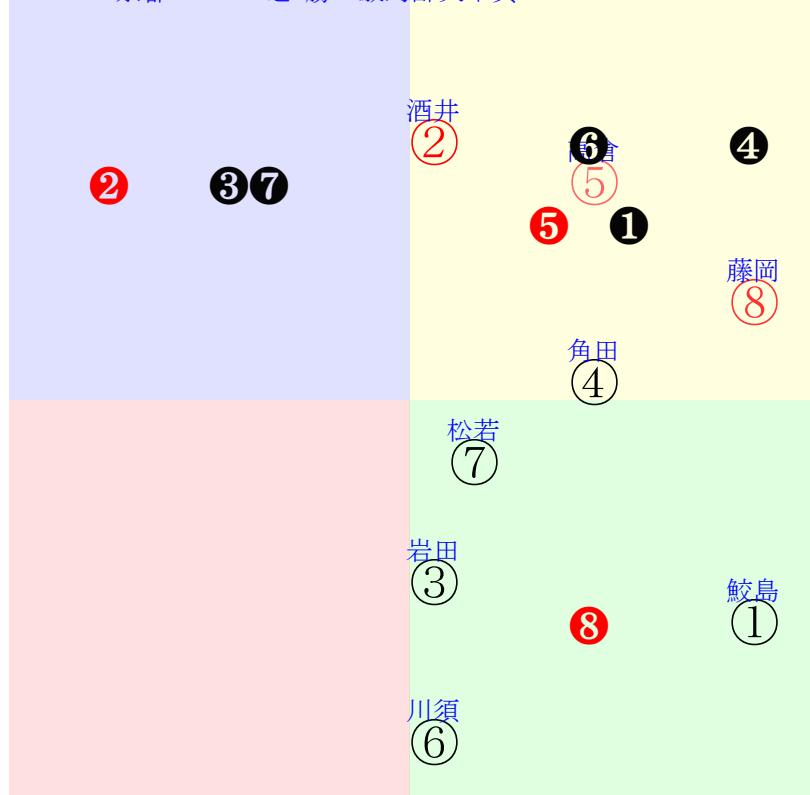 酒井
②
❻
❹
⑤
❷
❸❼
❺
❶
藤岡
⑧
角田
④
松若
⑦
岩田
③
鮫島
①
❽
川須
⑥